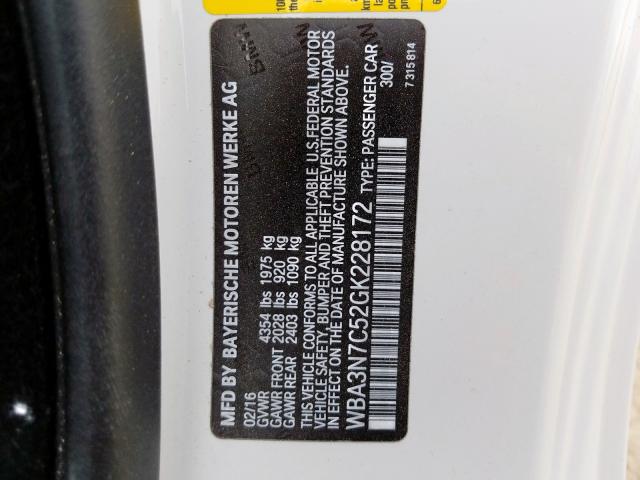 MFD BY BAYERISCHE MOTOREN WERKE AG
02/16
GVWR 4354 lbs 1975 kg
GAWR FRONT 2028 lbs 920 kg
GAWR REAR 2403 lbs 1090 kg
THIS VEHICLE CONFORMS TO ALL APPLICABLE U.S. FEDERAL MOTOR
VEHICLE SAFETY, BUMPER, AND THEFT PREVENTION STANDARDS
IN EFFECT ON THE DATE OF MANUFACTURE SHOWN ABOVE.
WBA3N7C52GK228172 TYPE: PASSENGER CAR
300/
7 315 814
BMW